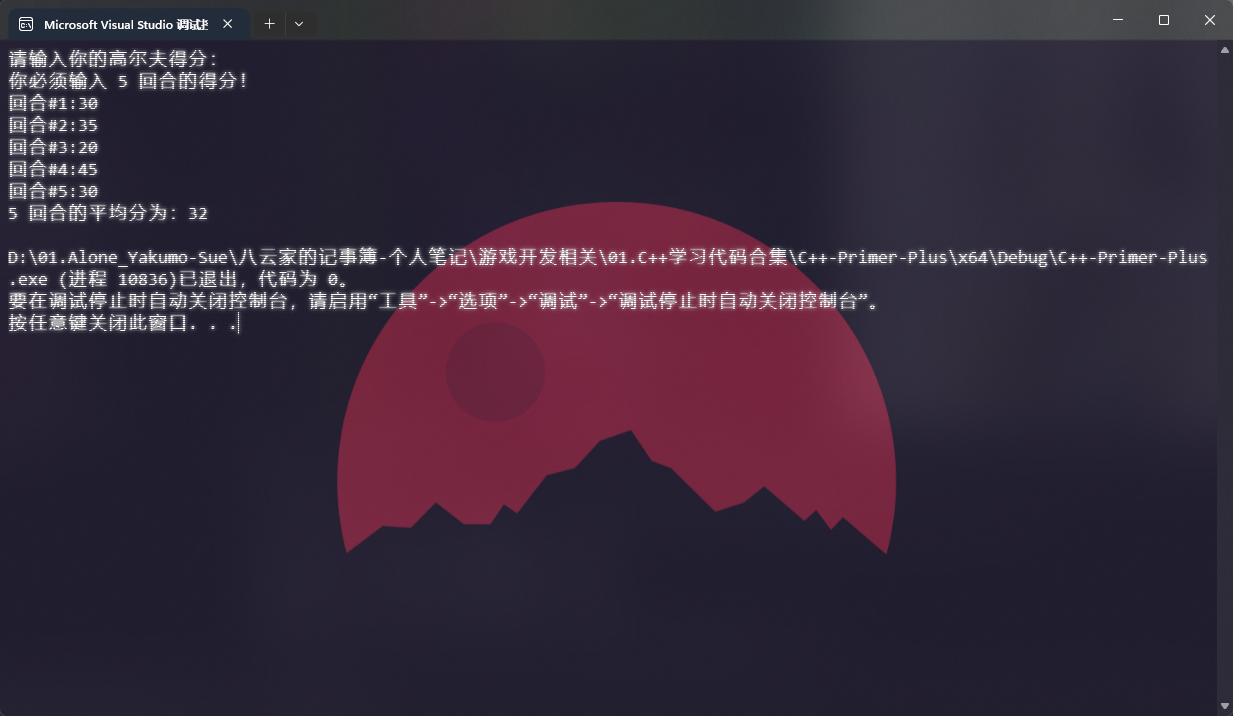 Microsoft Visual Studio 调试
请输入你的高尔夫得分：
你必须输入 5 回合的得分！
回合#1:30
回合#2:35
回合#3:20
回合#4:45
回合#5:30
5 回合的平均分为：32
D:\01.Alone_Yakumo-Sue\八云家的记事簿-个人笔记\游戏开发相关\01.C++学习代码合集\C++-Primer-Plus\x64\Debug\C++-Primer-Plus
.exe (进程 10836)已退出，代码为 0。
要在调试停止时自动关闭控制台，请启用“工具”->“选项”->“调试”->“调试停止时自动关闭控制台”。
按任意键关闭此窗口. . .